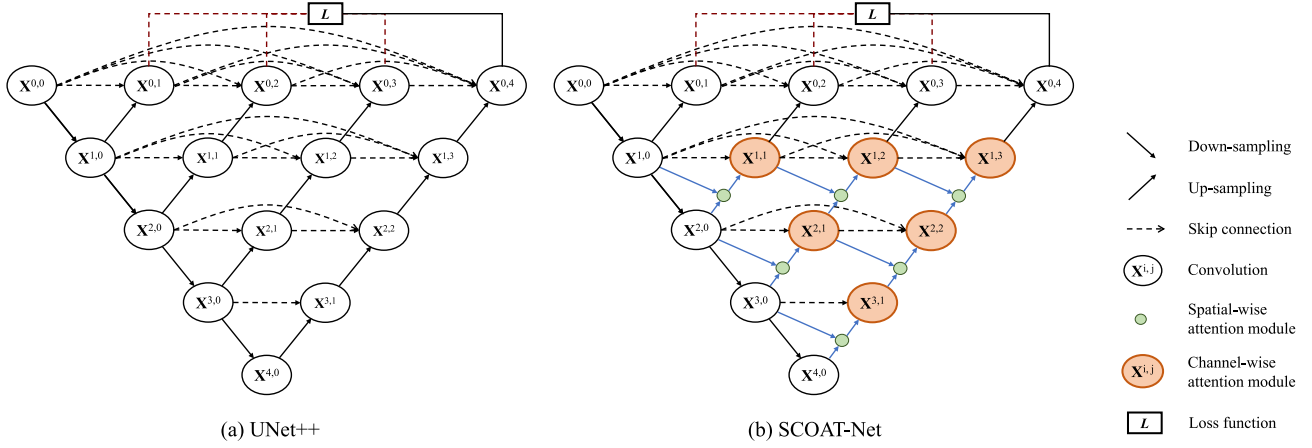 L
X0,0 X0,1 X0,2 X0,3 X0,4
X1,0 X1,1 X1,2 X1,3
X2,0 X2,1 X2,2
X3,0 X3,1
X4,0
(a) UNet++
L
X0,0 X0,1 X0,2 X0,3 X0,4
X1,0 X1,1 X1,2 X1,3
X2,0 X2,1 X2,2
X3,0 X3,1
X4,0
(b) SCOAT-Net
Down-sampling
Up-sampling
Skip connection
Xi, j Convolution
Spatial-wise
attention module
Xi, j Channel-wise
attention module
L Loss function